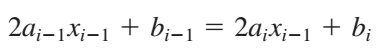 2a_{i−1}x_{i−1} + b_{i−1} = 2a_ix_{i−1} + b_i